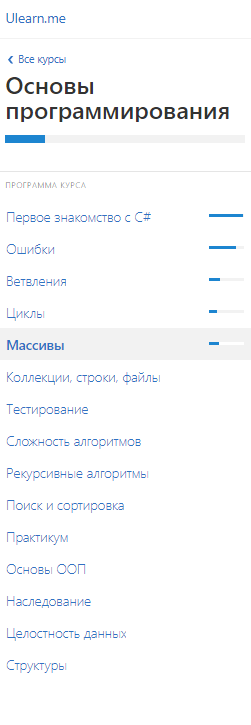 Ulearn.me
Все курсы
Основы
программирования
ПРОГРАММА КУРСА
Первое знакомство с C#
Ошибки
Ветвления
Циклы
Массивы
Коллекции, строки, файлы
Тестирование
Сложность алгоритмов
Рекурсивные алгоритмы
Поиск и сортировка
Практикум
Основы ООП
Наследование
Целостность данных
Структуры